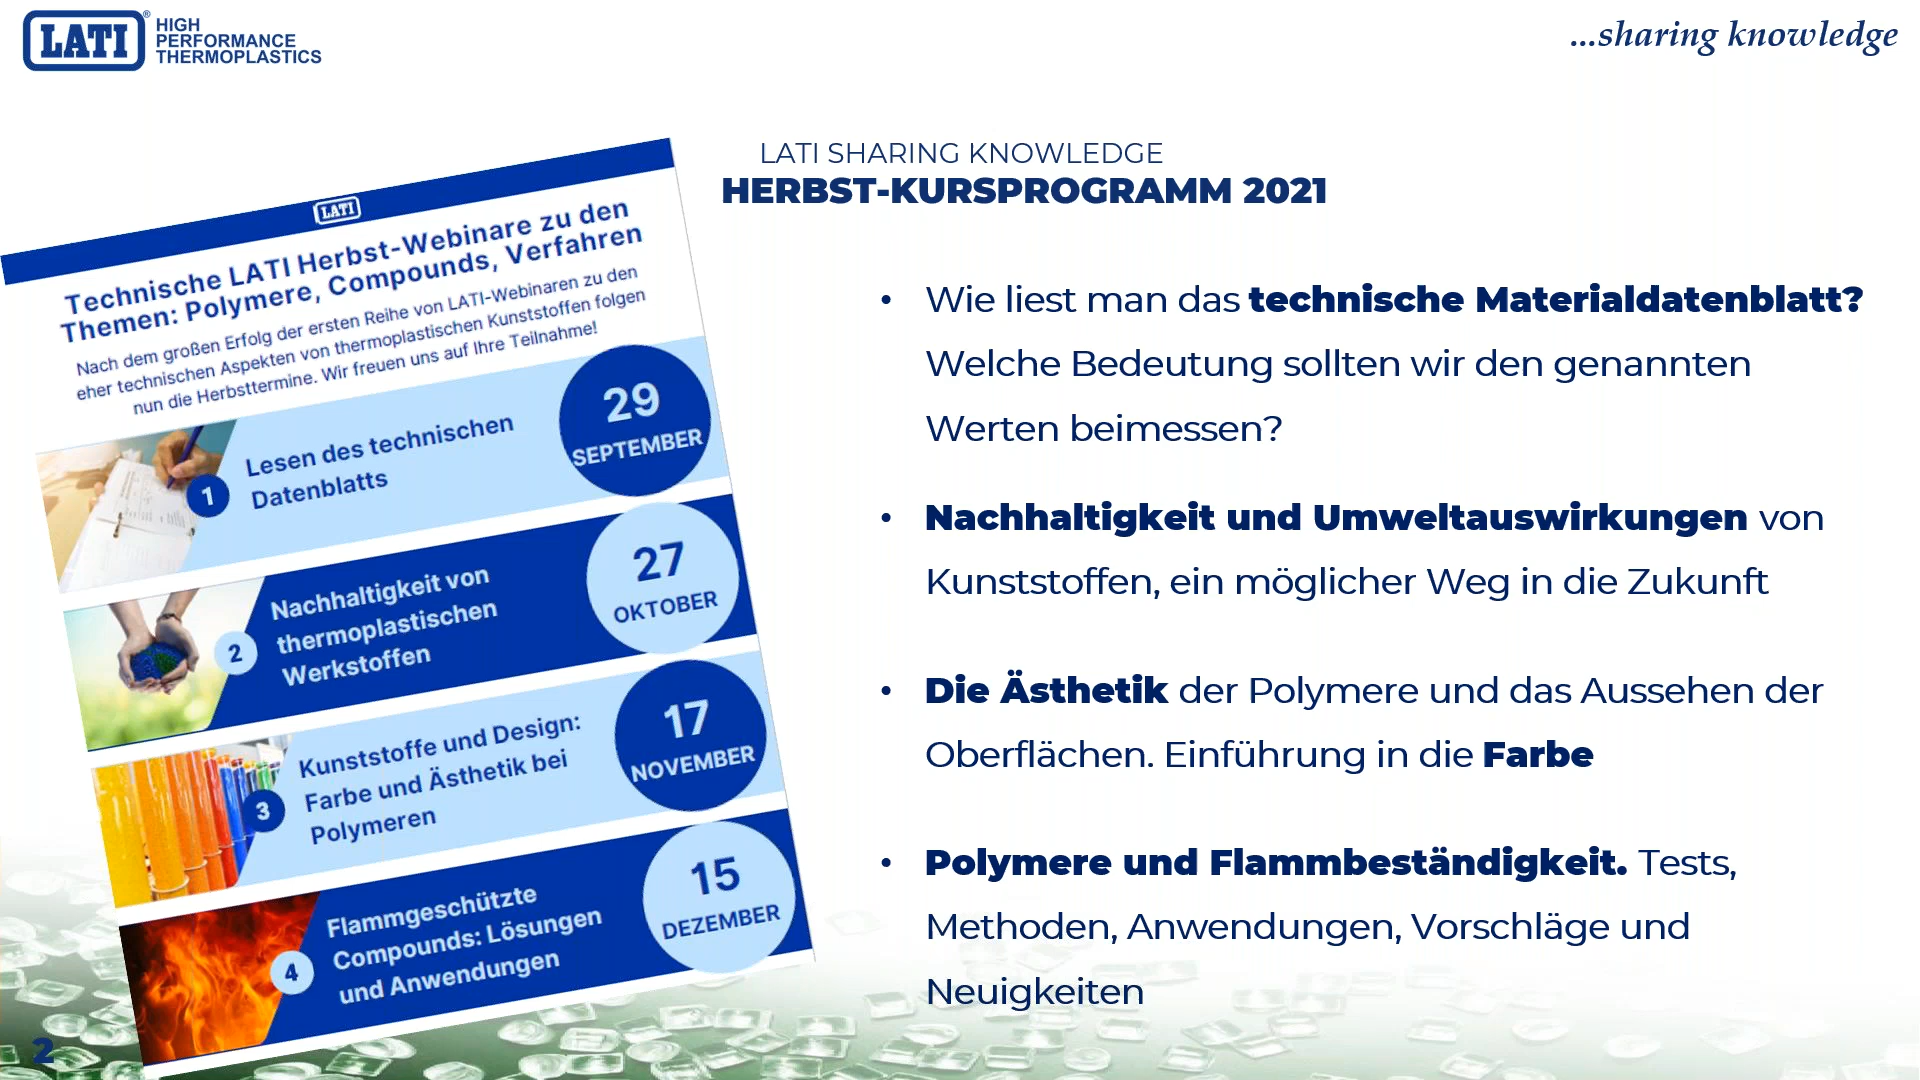 LATI®
HIGH
PERFORMANCE
THERMOPLASTICS
...sharing knowledge
LATI SHARING KNOWLEDGE
HERBST-KURSPROGRAMM 2021
LATI
Technische LATI Herbst-Webinare zu den
Themen: Polymere, Compounds, Verfahren
Nach dem großen Erfolg der ersten Reihe von LATI-Webinaren zu den
eher technischen Aspekten von thermoplastischen Kunststoffen folgen
nun die Herbsttermine. Wir freuen uns auf Ihre Teilnahme!
1
Lesen des technischen
Datenblatts
29
SEPTEMBER
2
Nachhaltigkeit von
thermoplastischen
Werkstoffen
27
OKTOBER
3
Kunststoffe und Design:
Farbe und Ästhetik bei
Polymeren
17
NOVEMBER
4
Flammgeschützte
Compounds: Lösungen
und Anwendungen
15
DEZEMBER
• Wie liest man das technische Materialdatenblatt?
Welche Bedeutung sollten wir den genannten
Werten beimessen?
• Nachhaltigkeit und Umweltauswirkungen von
Kunststoffen, ein möglicher Weg in die Zukunft
• Die Ästhetik der Polymere und das Aussehen der
Oberflächen. Einführung in die Farbe
• Polymere und Flammbeständigkeit. Tests,
Methoden, Anwendungen, Vorschläge und
Neuigkeiten
2